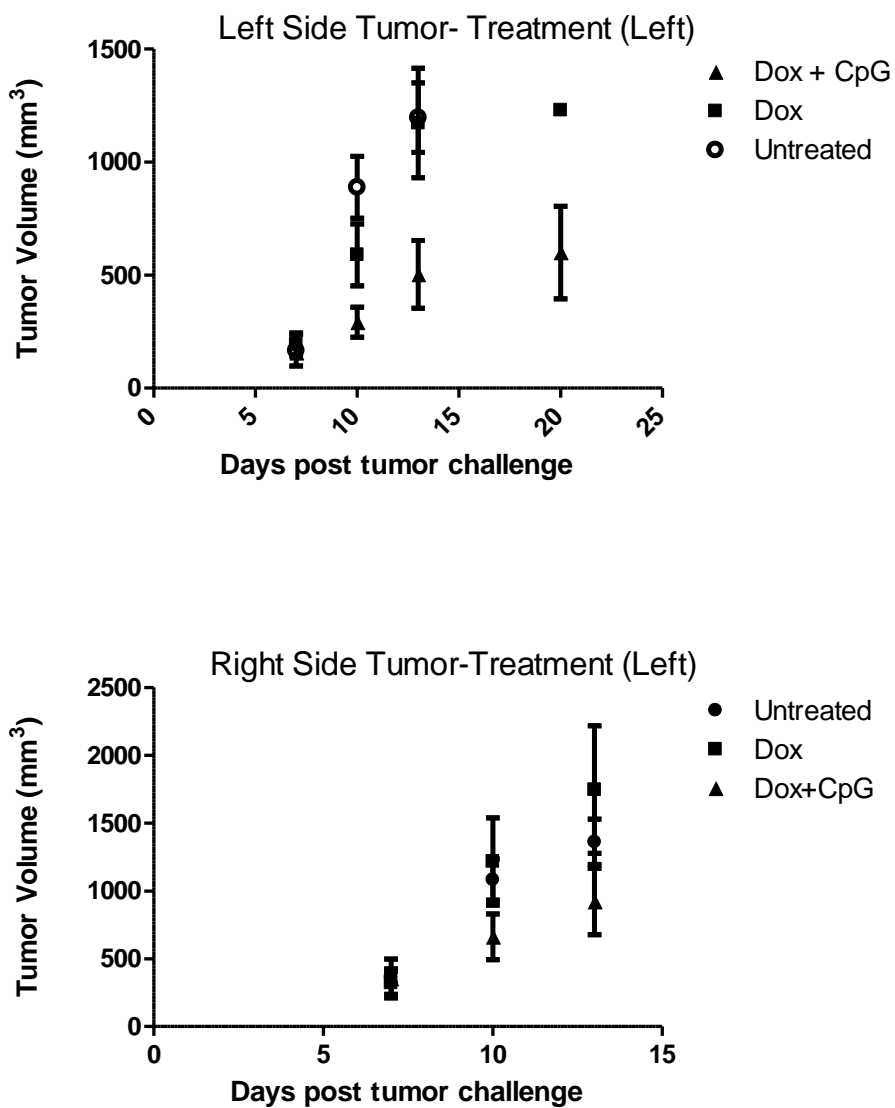 Left Side Tumor- Treatment (Left)
Tumor Volume (mm³)
1500
1000
500
0
0
5
10
15
20
25
Days post tumor challenge
Dox + CpG
Dox
Untreated
Right Side Tumor-Treatment (Left)
Tumor Volume (mm³)
2500
2000
1500
1000
500
0
0
5
10
15
Days post tumor challenge
Untreated
Dox
Dox+CpG